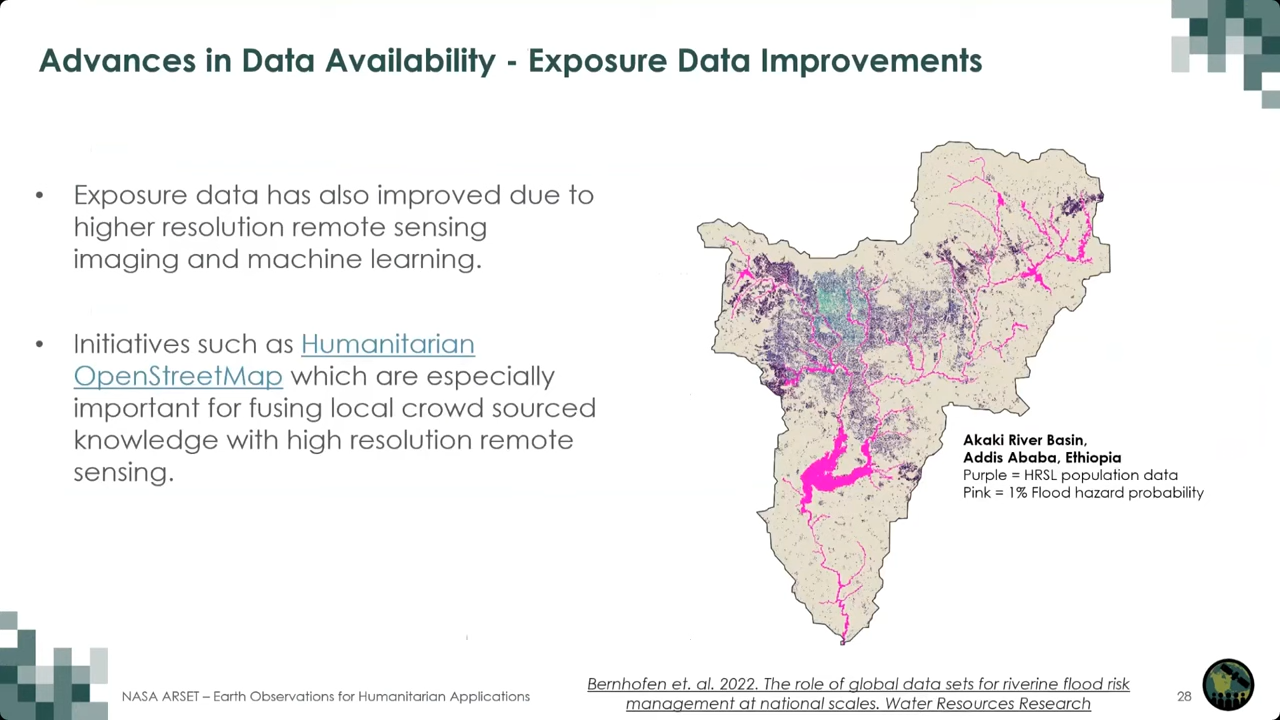 Advances in Data Availability - Exposure Data Improvements
• Exposure data has also improved due to
higher resolution remote sensing
imaging and machine learning.
• Initiatives such as Humanitarian
OpenStreetMap which are especially
important for fusing local crowd sourced
knowledge with high resolution remote
sensing.
Akaki River Basin,
Addis Ababa, Ethiopia
Purple = HRSL population data
Pink = 1% Flood hazard probability
NASA ARSET – Earth Observations for Humanitarian Applications
Bernhofen et. al. 2022. The role of global data sets for riverine flood risk
management at national scales. Water Resources Research
28